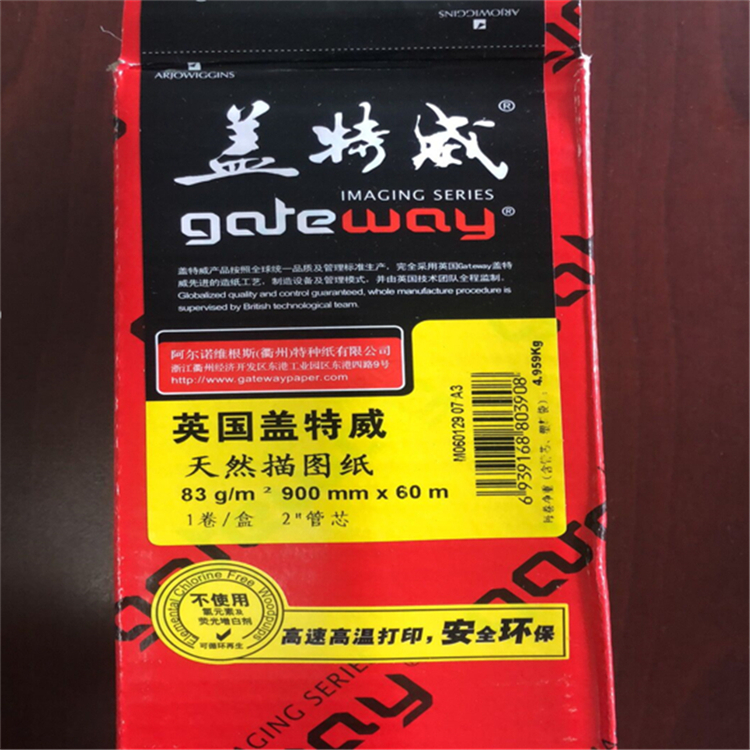 ARJOWIGGINS
ARJOWIGGINS
盖特威®
IMAGING SERIES
gateway®
盖特威产品按照全球统一品质及管理标准生产，完全采用英国Gateway盖特
威先进的造纸工艺，制造设备及管理模式，并由英国技术团队全程监制。
Globalized quality and control guaranteed, whole manufacture procedure is
supervised by British technological team.
阿尔诺维根斯(衢州)特种纸有限公司
浙江衢州经济开发区东港工业园区东港四路9号
http://www.gatewaypaper.com
英国盖特威
天然描图纸
83 g/m² 900 mm x 60 m
1卷/盒 2"管芯
M060129 07 A3
6 939168 803908
4.959Kg
Elemental Chlorine Free Woodpulps
不使用
氯元素及
荧光增白剂
可循环再生
高速高温打印，安全环保
IMAGING SERIES
gateway